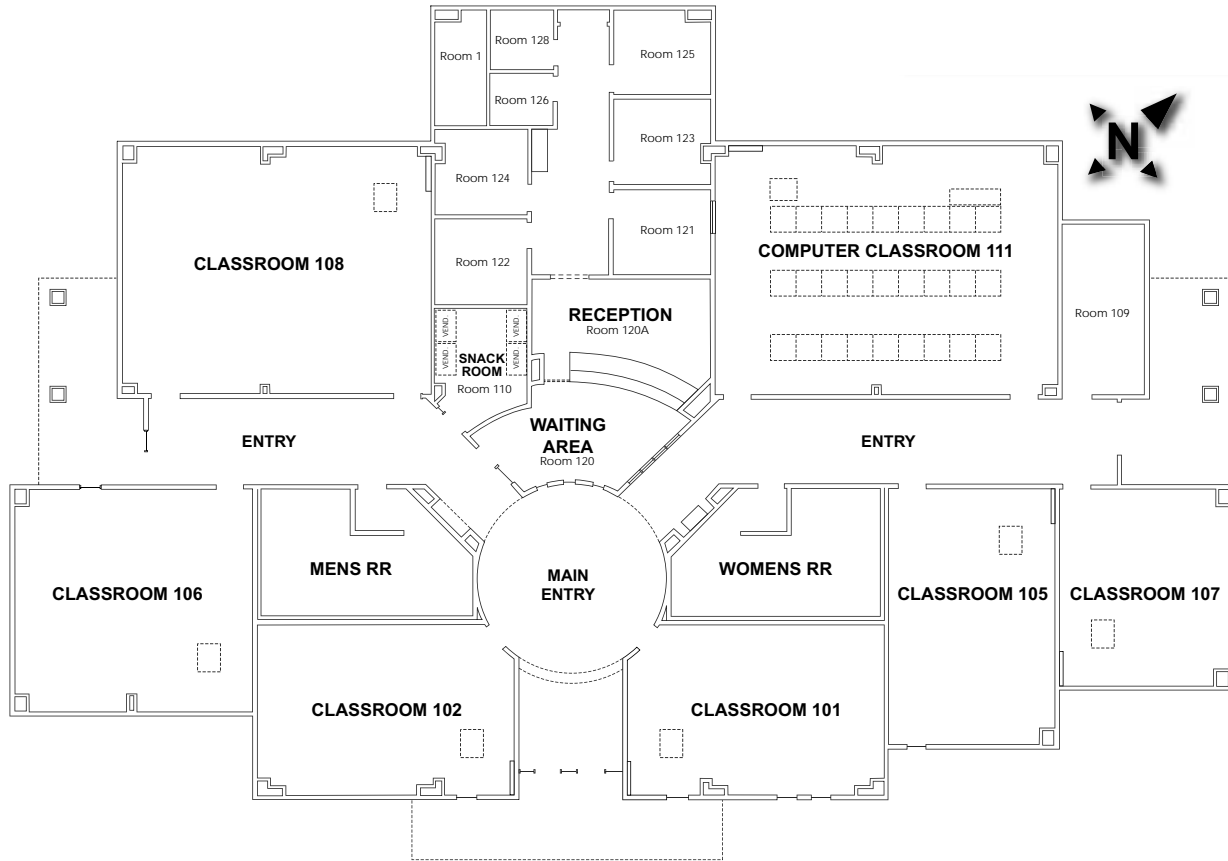 Room 1
Room 128
Room 125
Room 126
Room 123
N
Room 124
Room 121
Room 122
CLASSROOM 108
COMPUTER CLASSROOM 111
RECEPTION
Room 120A
Room 109
VEND
VEND
VEND
VEND
SNACK
ROOM
Room 110
WAITING
AREA
Room 120
ENTRY
ENTRY
MENS RR
MAIN
ENTRY
WOMENS RR
CLASSROOM 106
CLASSROOM 105
CLASSROOM 107
CLASSROOM 102
CLASSROOM 101